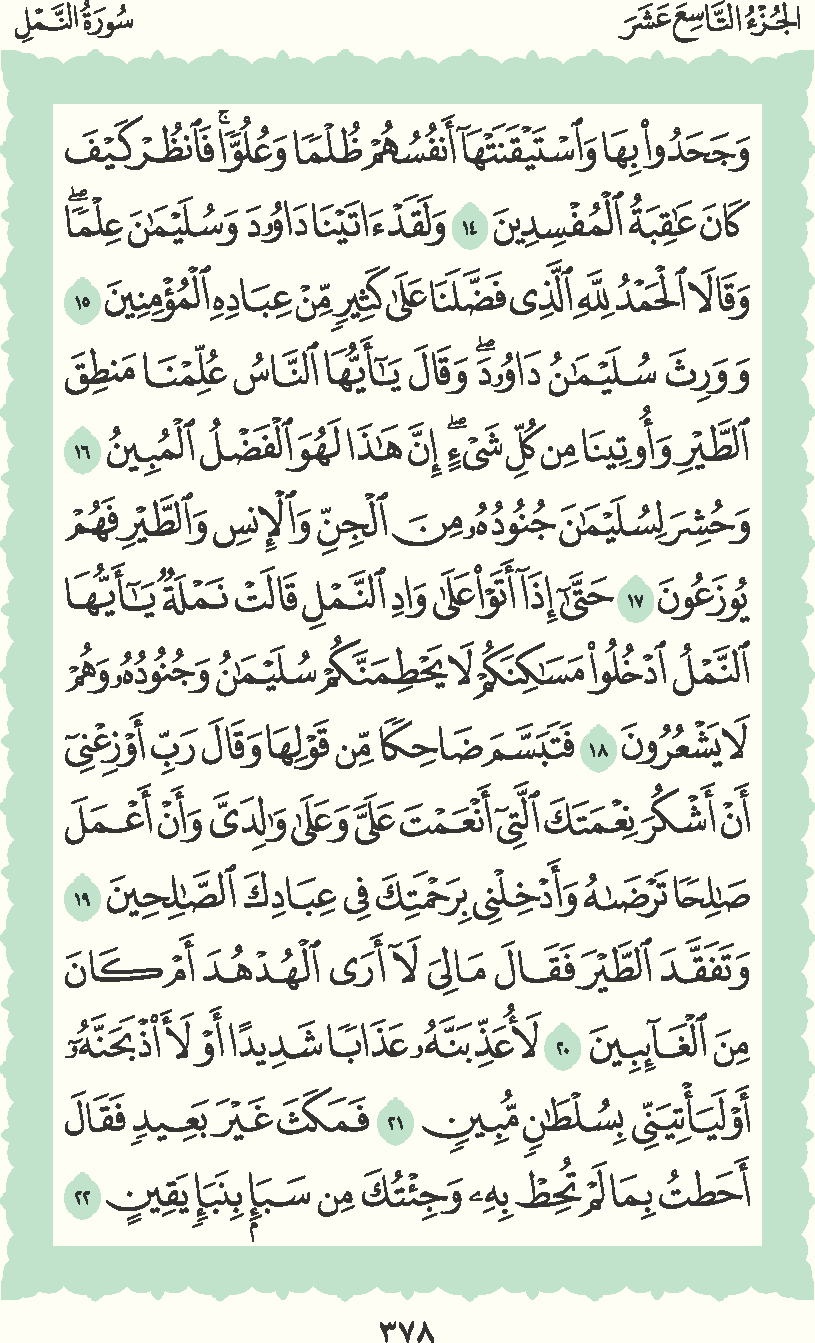 الجُزْءُ التَّاسِعَ عَشَرَ سُورَةُ النَّمْلِ
وَجَحَدُوا۟ بِهَا وَٱسْتَيْقَنَتْهَآ أَنفُسُهُمْ ظُلْمًا وَعُلُوًّا ۚ فَٱنظُرْ كَيْفَ
كَانَ عَـٰقِبَةُ ٱلْمُفْسِدِينَ ١٤ وَلَقَدْ ءَاتَيْنَا دَاوُۥدَ وَسُلَيْمَـٰنَ عِلْمًا ۖ
وَقَالَا ٱلْحَمْدُ لِلَّهِ ٱلَّذِى فَضَّلَنَا عَلَىٰ كَثِيرٍ مِّنْ عِبَادِهِ ٱلْمُؤْمِنِينَ ١٥
وَوَرِثَ سُلَيْمَـٰنُ دَاوُۥدَ ۖ وَقَالَ يَـٰٓأَيُّهَا ٱلنَّاسُ عُلِّمْنَا مَنطِقَ
ٱلطَّيْرِ وَأُوتِينَا مِن كُلِّ شَىْءٍ ۖ إِنَّ هَـٰذَا لَهُوَ ٱلْفَضْلُ ٱلْمُبِينُ ١٦
وَحُشِرَ لِسُلَيْمَـٰنَ جُنُودُهُۥ مِنَ ٱلْجِنِّ وَٱلْإِنسِ وَٱلطَّيْرِ فَهُمْ
يُوزَعُونَ ١٧ حَتَّىٰٓ إِذَآ أَتَوْا۟ عَلَىٰ وَادِ ٱلنَّمْلِ قَالَتْ نَمْلَةٌ يَـٰٓأَيُّهَا
ٱلنَّمْلُ ٱدْخُلُوا۟ مَسَـٰكِنَكُمْ لَا يَحْطِمَنَّكُمْ سُلَيْمَـٰنُ وَجُنُودُهُۥ وَهُمْ
لَا يَشْعُرُونَ ١٨ فَتَبَسَّمَ ضَاحِكًا مِّن قَوْلِهَا وَقَالَ رَبِّ أَوْزِعْنِىٓ
أَنْ أَشْكُرَ نِعْمَتَكَ ٱلَّتِىٓ أَنْعَمْتَ عَلَىَّ وَعَلَىٰ وَٰلِدَىَّ وَأَنْ أَعْمَلَ
صَـٰلِحًا تَرْضَىٰهُ وَأَدْخِلْنِى بِرَحْمَتِكَ فِى عِبَادِكَ ٱلصَّـٰلِحِينَ ١٩
وَتَفَقَّدَ ٱلطَّيْرَ فَقَالَ مَا لِىَ لَآ أَرَى ٱلْهُدْهُدَ أَمْ كَانَ
مِنَ ٱلْغَآئِبِينَ ٢٠ لَأُعَذِّبَنَّهُۥ عَذَابًا شَدِيدًا أَوْ لَأَا۟ذْبَحَنَّهُۥٓ
أَوْ لَيَأْتِيَنِّى بِسُلْطَـٰنٍ مُّبِينٍ ٢١ فَمَكَثَ غَيْرَ بَعِيدٍ فَقَالَ
أَحَطتُ بِمَا لَمْ تُحِطْ بِهِۦ وَجِئْتُكَ مِن سَبَإٍۭ بِنَبَإٍ يَقِينٍ ٢٢
٣٧٨